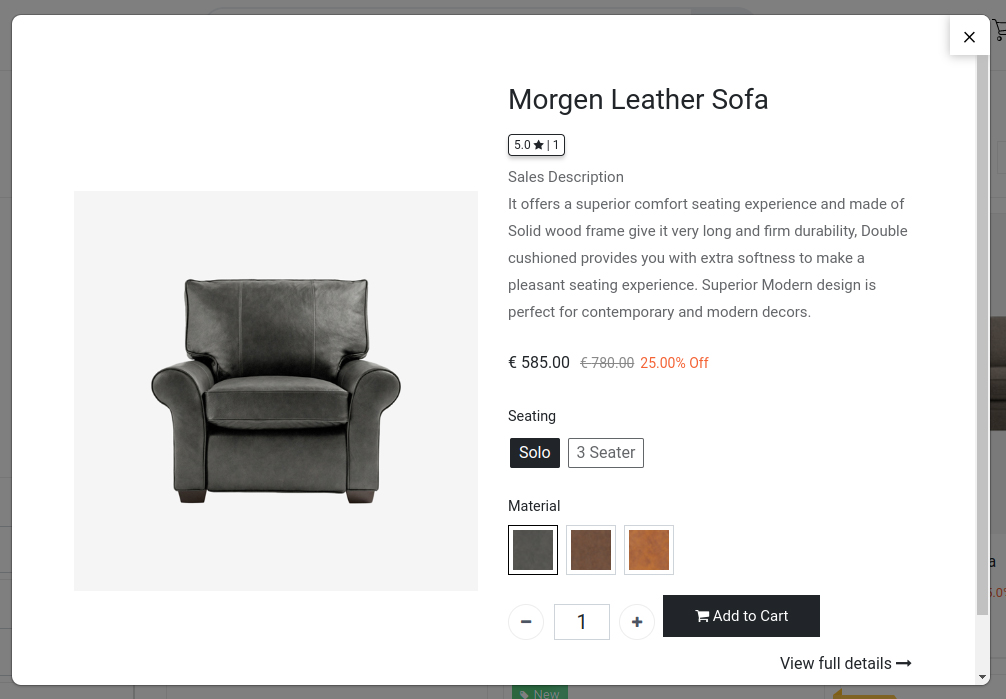 Morgen Leather Sofa
5.0 ★ | 1
Sales Description
It offers a superior comfort seating experience and made of
Solid wood frame give it very long and firm durability, Double
cushioned provides you with extra softness to make a
pleasant seating experience. Superior Modern design is
perfect for contemporary and modern decors.
€ 585.00 € 780.00 25.00% Off
Seating
Solo 3 Seater
Material
− 1 + Add to Cart
View full details →
New